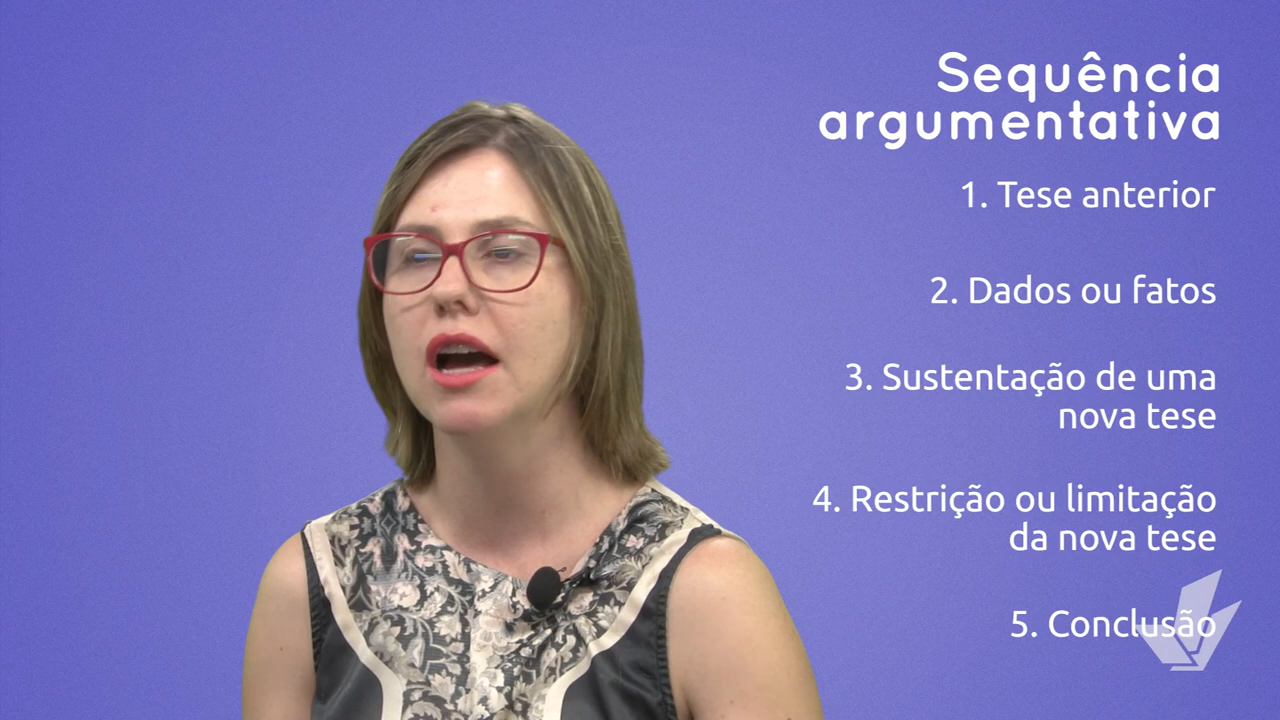 Sequência
argumentativa
1. Tese anterior
2. Dados ou fatos
3. Sustentação de uma
nova tese
4. Restrição ou limitação
da nova tese
5. Conclusão